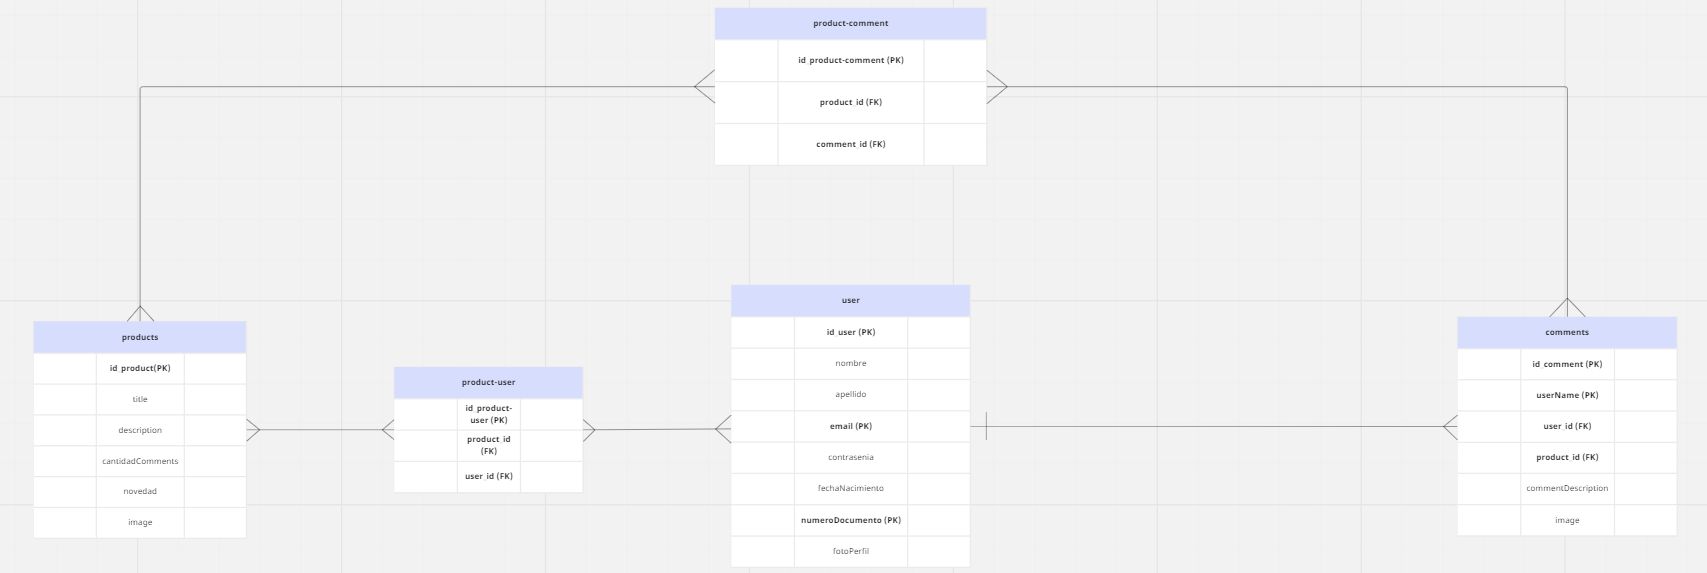 product-comment
id_product-comment (PK)
product_id (FK)
comment_id (FK)
products
id_product(PK)
title
description
cantidadComments
novedad
image
product-user
id_product-
user (PK)
product_id
(FK)
user_id (FK)
user
id_user (PK)
nombre
apellido
email (PK)
contrasenia
fechaNacimiento
numeroDocumento (PK)
fotoPerfil
comments
id_comment (PK)
userName (PK)
user_id (FK)
product_id (FK)
commentDescription
image